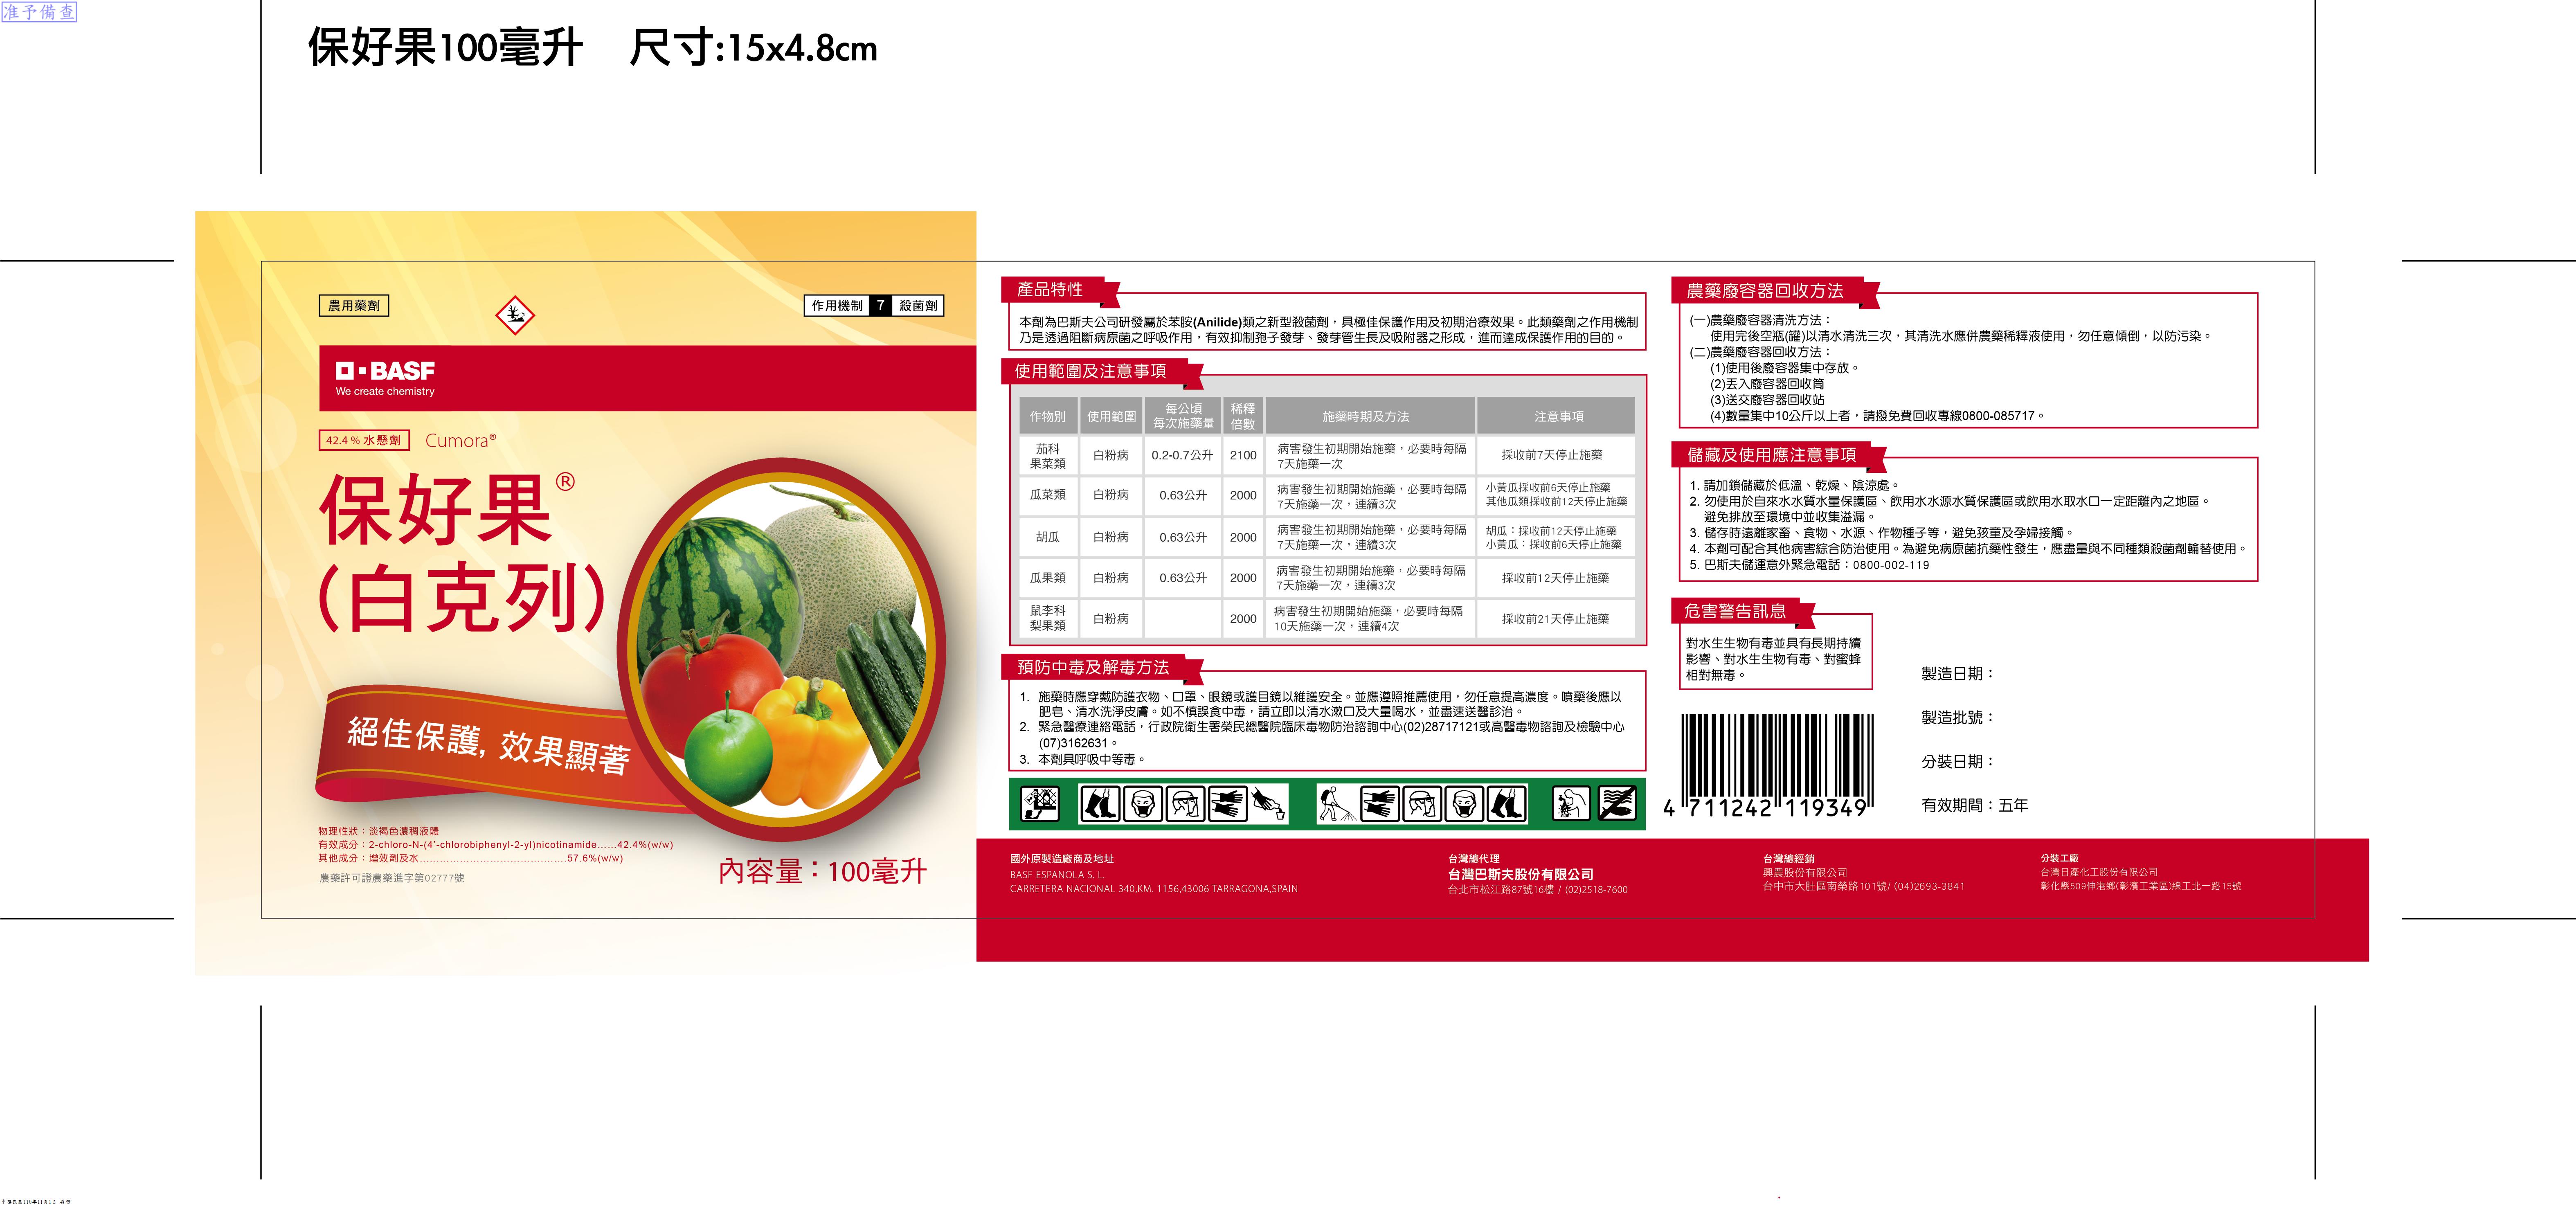 准予備查
保好果100毫升 尺寸:15x4.8cm
農用藥劑
作用機制 7 殺菌劑
BASF
We create chemistry
42.4 % 水懸劑 Cumora®
保好果®
(白克列)
絕佳保護, 效果顯著
物理性狀：淡褐色濃稠液體
有效成分：2-chloro-N-(4'-chlorobiphenyl-2-yl)nicotinamide......42.4%(w/w)
其他成分：增效劑及水............................................57.6%(w/w)
農藥許可證農藥進字第02777號
內容量：100毫升
產品特性
本劑為巴斯夫公司研發屬於苯胺(Anilide)類之新型殺菌劑，具極佳保護作用及初期治療效果。此類藥劑之作用機制
乃是透過阻斷病原菌之呼吸作用，有效抑制孢子發芽、發芽管生長及吸附器之形成，進而達成保護作用的目的。
使用範圍及注意事項
作物別 使用範圍 每公頃每次施藥量 稀釋倍數 施藥時期及方法 注意事項
茄科果菜類 白粉病 0.2-0.7公升 2100 病害發生初期開始施藥，必要時每隔7天施藥一次 採收前7天停止施藥
瓜菜類 白粉病 0.63公升 2000 病害發生初期開始施藥，必要時每隔7天施藥一次，連續3次 小黃瓜採收前6天停止施藥 其他瓜類採收前12天停止施藥
胡瓜 白粉病 0.63公升 2000 病害發生初期開始施藥，必要時每隔7天施藥一次，連續3次 胡瓜：採收前12天停止施藥 小黃瓜：採收前6天停止施藥
瓜果類 白粉病 0.63公升 2000 病害發生初期開始施藥，必要時每隔7天施藥一次，連續3次 採收前12天停止施藥
鼠李科梨果類 白粉病 2000 病害發生初期開始施藥，必要時每隔10天施藥一次，連續4次 採收前21天停止施藥
預防中毒及解毒方法
1. 施藥時應穿戴防護衣物、口罩、眼鏡或護目鏡以維護安全。並應遵照推薦使用，勿任意提高濃度。噴藥後應以
肥皂、清水洗淨皮膚。如不慎誤食中毒，請立即以清水漱口及大量喝水，並盡速送醫診治。
2. 緊急醫療連絡電話，行政院衛生署榮民總醫院臨床毒物防治諮詢中心(02)28717121或高醫毒物諮詢及檢驗中心
(07)3162631。
3. 本劑具呼吸中等毒。
農藥廢容器回收方法
(一)農藥廢容器清洗方法：
使用完後空瓶(罐)以清水清洗三次，其清洗水應併農藥稀釋液使用，勿任意傾倒，以防污染。
(二)農藥廢容器回收方法：
(1)使用後廢容器集中存放。
(2)丟入廢容器回收筒
(3)送交廢容器回收站
(4)數量集中10公斤以上者，請撥免費回收專線0800-085717。
儲藏及使用應注意事項
1. 請加鎖儲藏於低溫、乾燥、陰涼處。
2. 勿使用於自來水水質水量保護區、飲用水水源水質保護區或飲用水取水口一定距離內之地區。
避免排放至環境中並收集溢漏。
3. 儲存時遠離家畜、食物、水源、作物種子等，避免孩童及孕婦接觸。
4. 本劑可配合其他病害綜合防治使用。為避免病原菌抗藥性發生，應盡量與不同種類殺菌劑輪替使用。
5. 巴斯夫儲運意外緊急電話：0800-002-119
危害警告訊息
對水生生物有毒並具有長期持續
影響、對水生生物有毒、對蜜蜂
相對無毒。
製造日期：
製造批號：
分裝日期：
有效期間：五年
4 711242 119349
國外原製造廠商及地址
BASF ESPANOLA S. L.
CARRETERA NACIONAL 340,KM. 1156,43006 TARRAGONA,SPAIN
台灣總代理
台灣巴斯夫股份有限公司
台北市松江路87號16樓 / (02)2518-7600
台灣總經銷
興農股份有限公司
台中市大肚區南榮路101號/ (04)2693-3841
分裝工廠
台灣日產化工股份有限公司
彰化縣509伸港鄉(彰濱工業區)線工北一路15號
中華民國110年11月1日